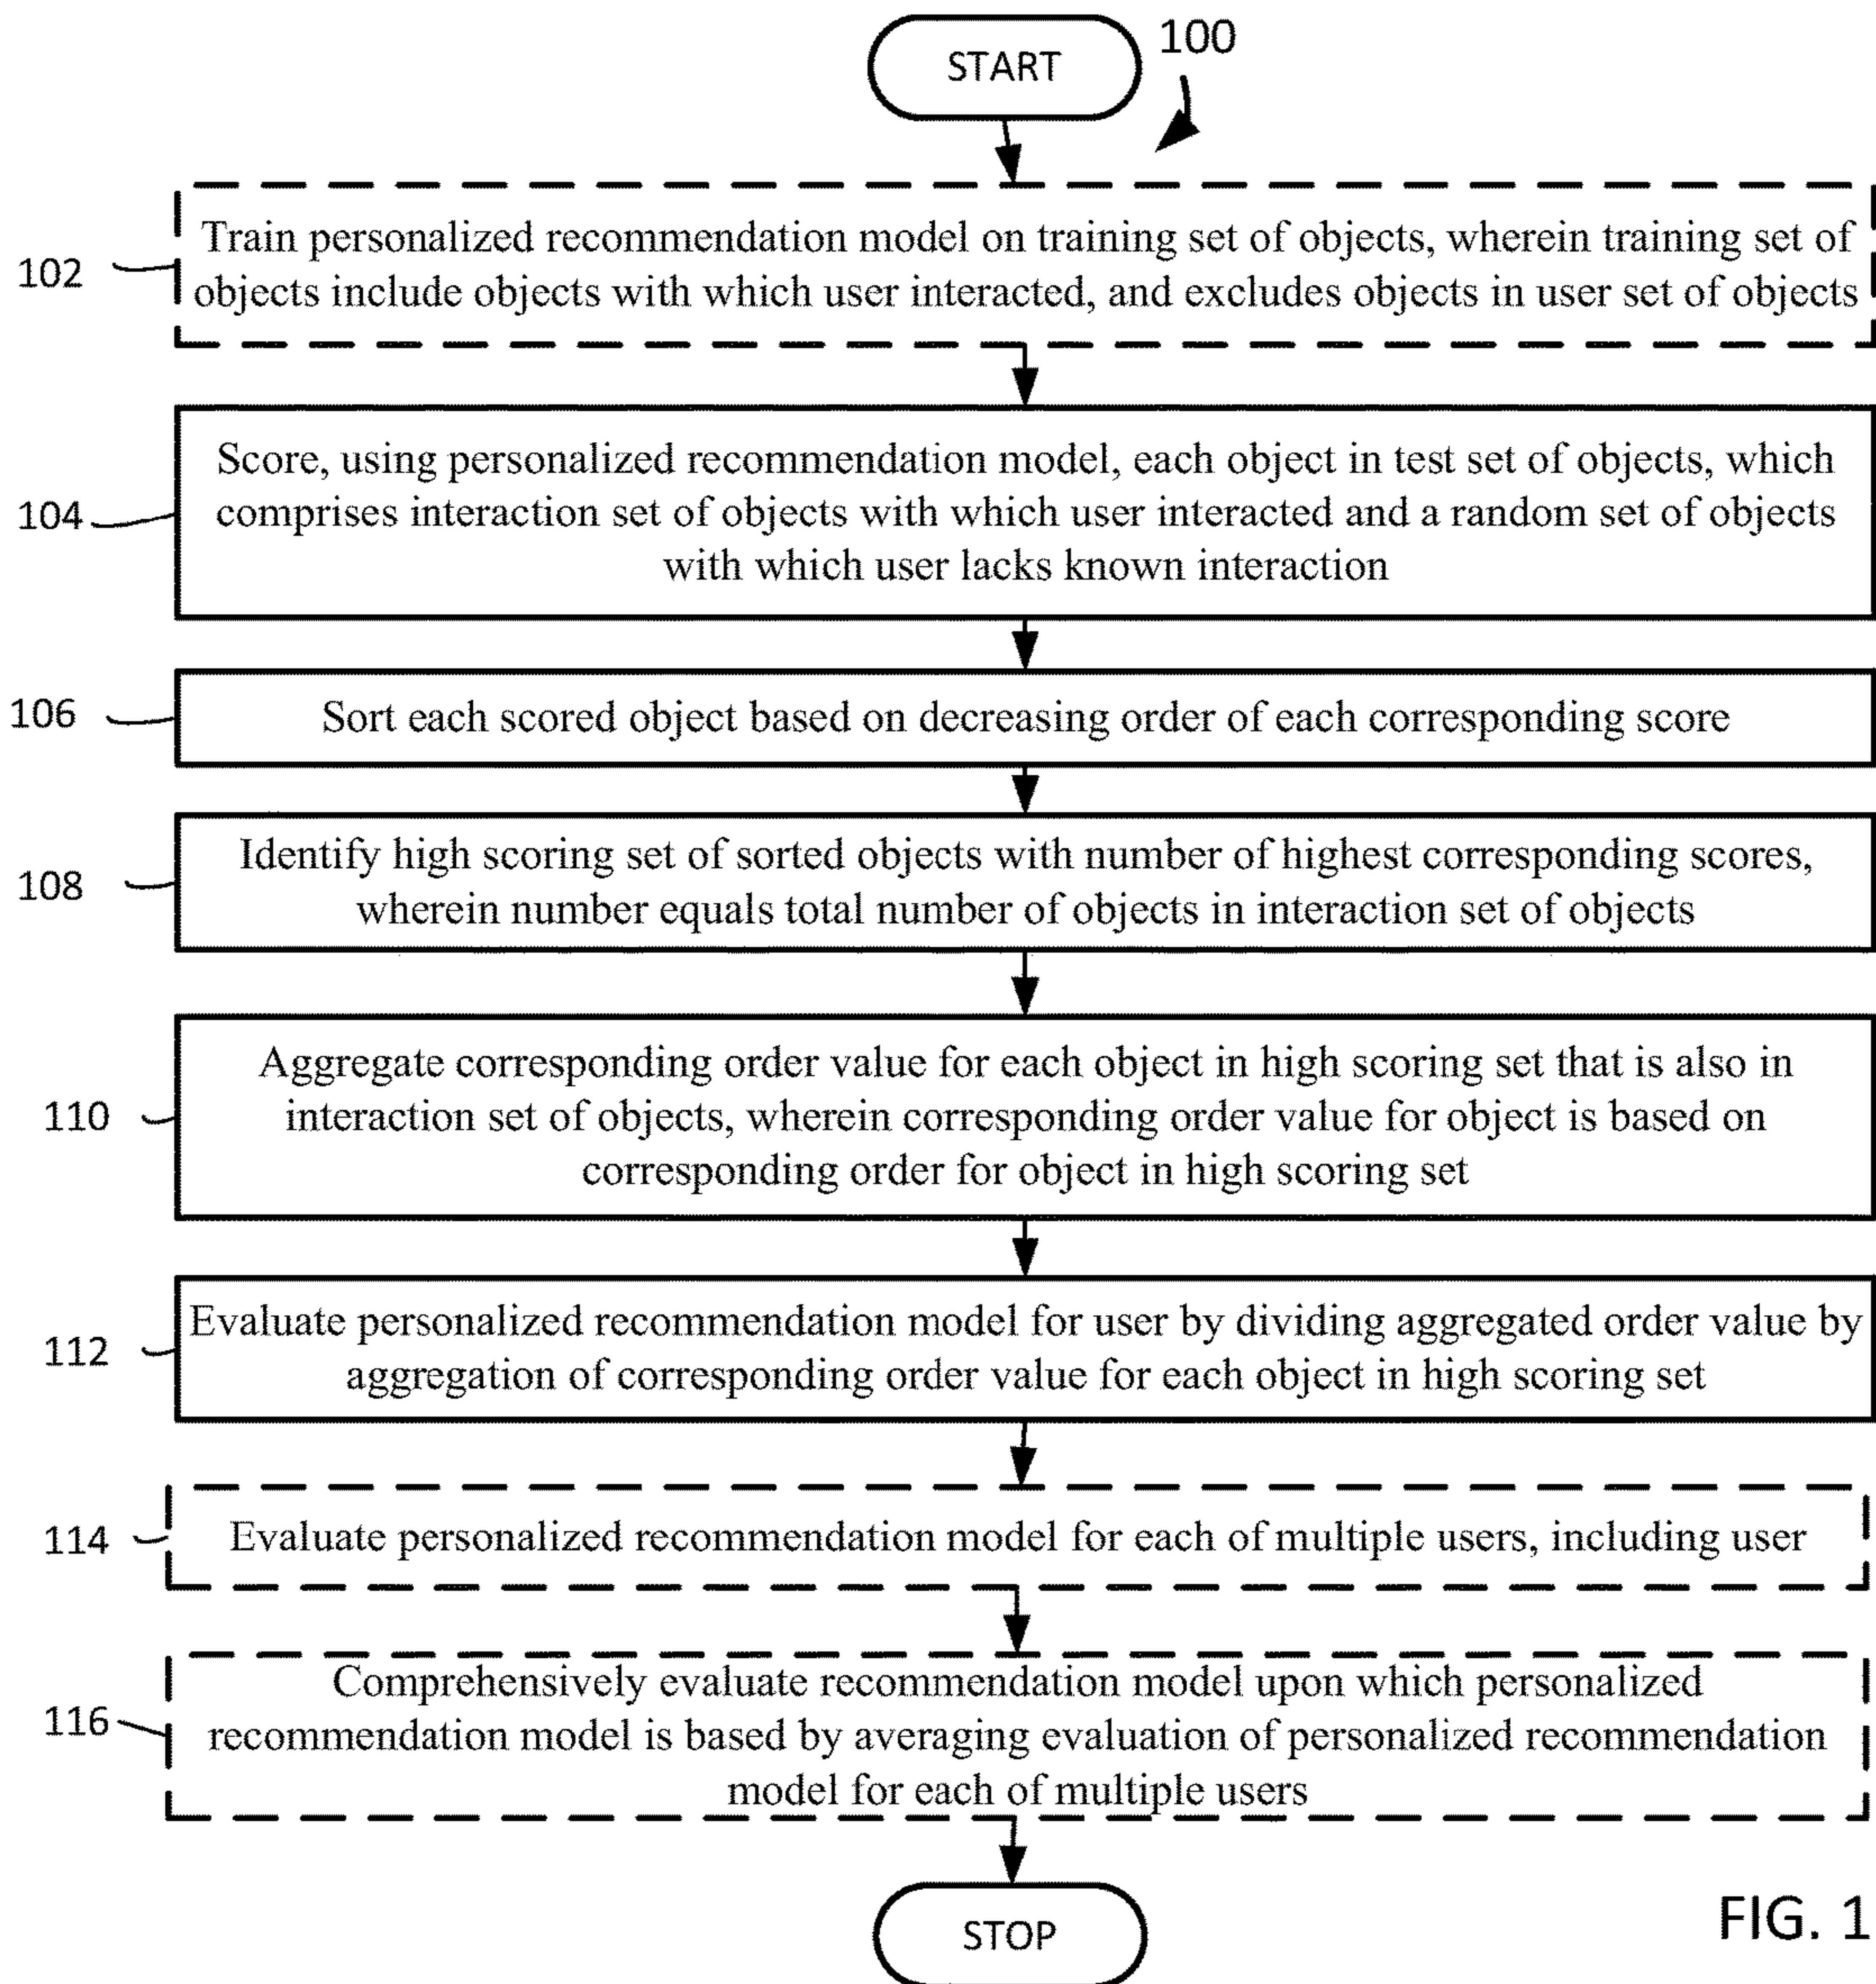 START
100
102
Train personalized recommendation model on training set of objects, wherein training set of
objects include objects with which user interacted, and excludes objects in user set of objects
104
Score, using personalized recommendation model, each object in test set of objects, which
comprises interaction set of objects with which user interacted and a random set of objects
with which user lacks known interaction
106
Sort each scored object based on decreasing order of each corresponding score
108
Identify high scoring set of sorted objects with number of highest corresponding scores,
wherein number equals total number of objects in interaction set of objects
110
Aggregate corresponding order value for each object in high scoring set that is also in
interaction set of objects, wherein corresponding order value for object is based on
corresponding order for object in high scoring set
112
Evaluate personalized recommendation model for user by dividing aggregated order value by
aggregation of corresponding order value for each object in high scoring set
114
Evaluate personalized recommendation model for each of multiple users, including user
116
Comprehensively evaluate recommendation model upon which personalized
recommendation model is based by averaging evaluation of personalized recommendation
model for each of multiple users
STOP
FIG. 1